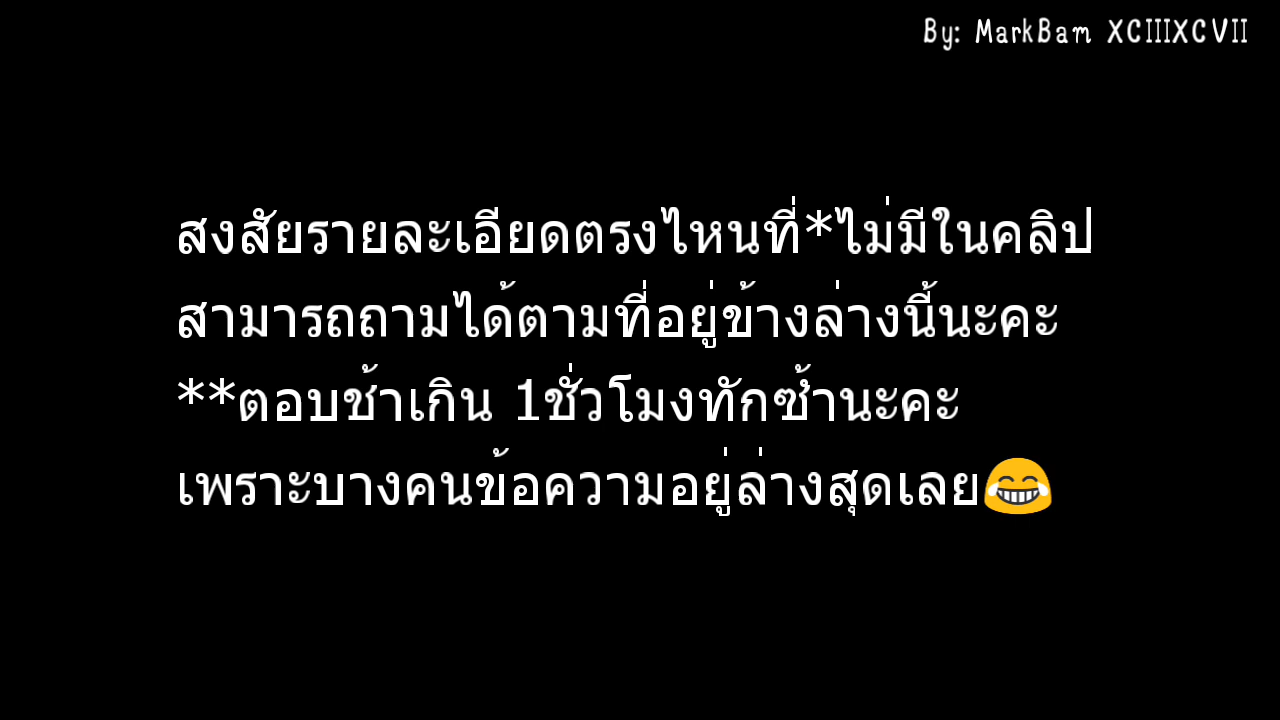 By: MarkBam XCIIIXCVII
สงสัยรายละเอียดตรงไหนที่*ไม่มีในคลิป
สามารถถามได้ตามที่อยู่ข้างล่างนี้นะคะ
**ตอบช้าเกิน 1ชั่วโมงทักซ้ำนะคะ
เพราะบางคนข้อความอยู่ล่างสุดเลย😂